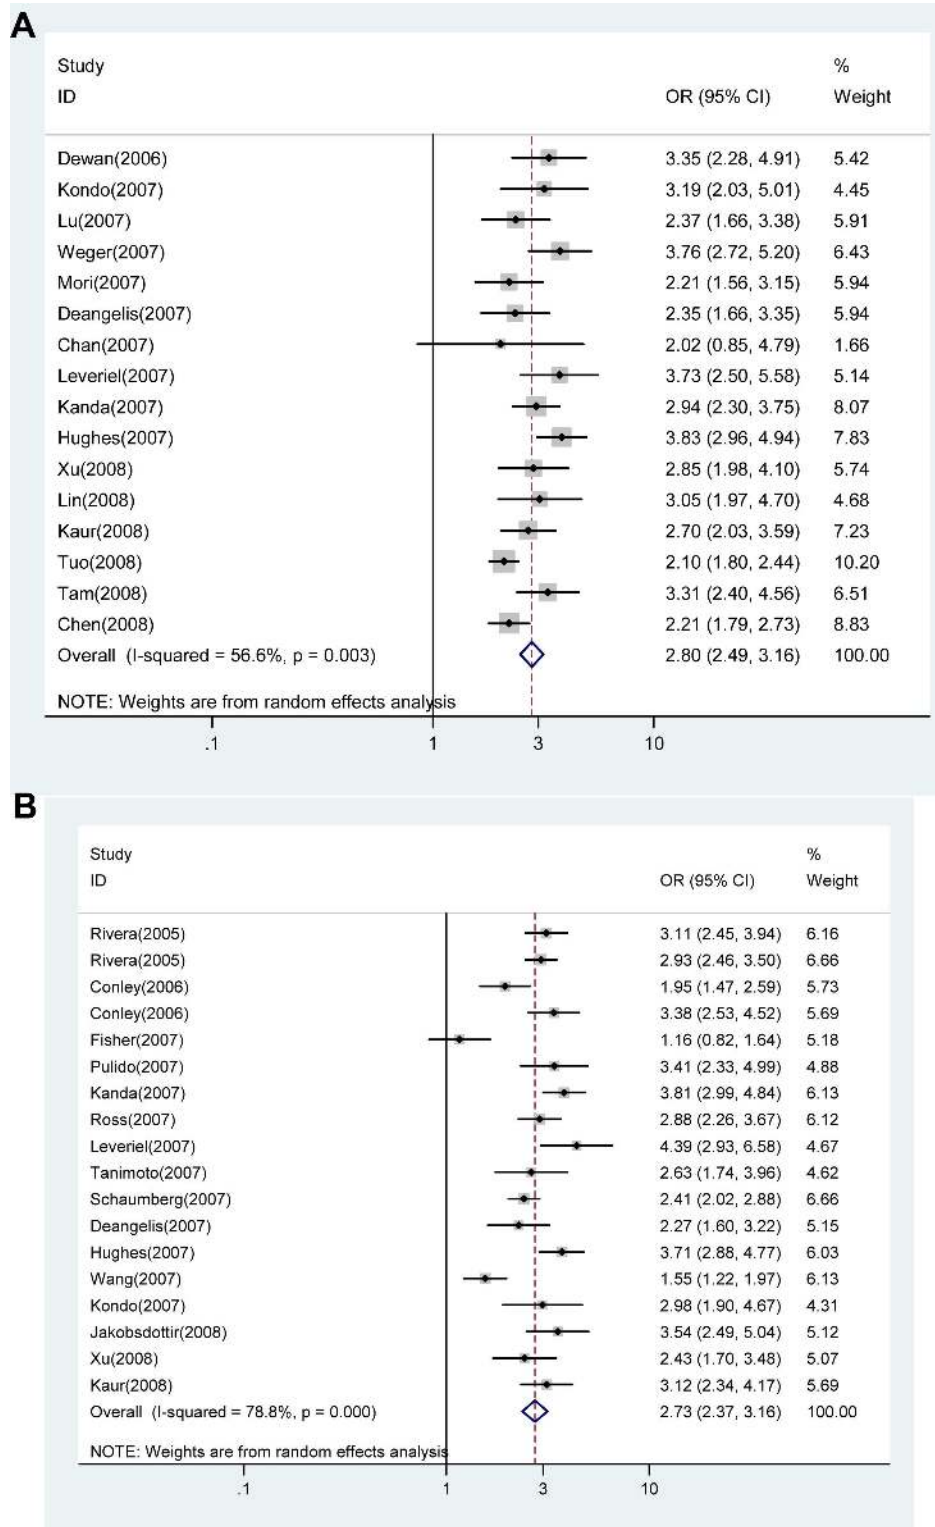 A
Study %
ID OR (95% CI) Weight
Dewan(2006) 3.35 (2.28, 4.91) 5.42
Kondo(2007) 3.19 (2.03, 5.01) 4.45
Lu(2007) 2.37 (1.66, 3.38) 5.91
Weger(2007) 3.76 (2.72, 5.20) 6.43
Mori(2007) 2.21 (1.56, 3.15) 5.94
Deangelis(2007) 2.35 (1.66, 3.35) 5.94
Chan(2007) 2.02 (0.85, 4.79) 1.66
Leveriel(2007) 3.73 (2.50, 5.58) 5.14
Kanda(2007) 2.94 (2.30, 3.75) 8.07
Hughes(2007) 3.83 (2.96, 4.94) 7.83
Xu(2008) 2.85 (1.98, 4.10) 5.74
Lin(2008) 3.05 (1.97, 4.70) 4.68
Kaur(2008) 2.70 (2.03, 3.59) 7.23
Tuo(2008) 2.10 (1.80, 2.44) 10.20
Tam(2008) 3.31 (2.40, 4.56) 6.51
Chen(2008) 2.21 (1.79, 2.73) 8.83
Overall (I-squared = 56.6%, p = 0.003) 2.80 (2.49, 3.16) 100.00
NOTE: Weights are from random effects analysis
.1 1 3 10
B
Study %
ID OR (95% CI) Weight
Rivera(2005) 3.11 (2.45, 3.94) 6.16
Rivera(2005) 2.93 (2.46, 3.50) 6.66
Conley(2006) 1.95 (1.47, 2.59) 5.73
Conley(2006) 3.38 (2.53, 4.52) 5.69
Fisher(2007) 1.16 (0.82, 1.64) 5.18
Pulido(2007) 3.41 (2.33, 4.99) 4.88
Kanda(2007) 3.81 (2.99, 4.84) 6.13
Ross(2007) 2.88 (2.26, 3.67) 6.12
Leveriel(2007) 4.39 (2.93, 6.58) 4.67
Tanimoto(2007) 2.63 (1.74, 3.96) 4.62
Schaumberg(2007) 2.41 (2.02, 2.88) 6.66
Deangelis(2007) 2.27 (1.60, 3.22) 5.15
Hughes(2007) 3.71 (2.88, 4.77) 6.03
Wang(2007) 1.55 (1.22, 1.97) 6.13
Kondo(2007) 2.98 (1.90, 4.67) 4.31
Jakobsdottir(2008) 3.54 (2.49, 5.04) 5.12
Xu(2008) 2.43 (1.70, 3.48) 5.07
Kaur(2008) 3.12 (2.34, 4.17) 5.69
Overall (I-squared = 78.8%, p = 0.000) 2.73 (2.37, 3.16) 100.00
NOTE: Weights are from random effects analysis
.1 1 3 10